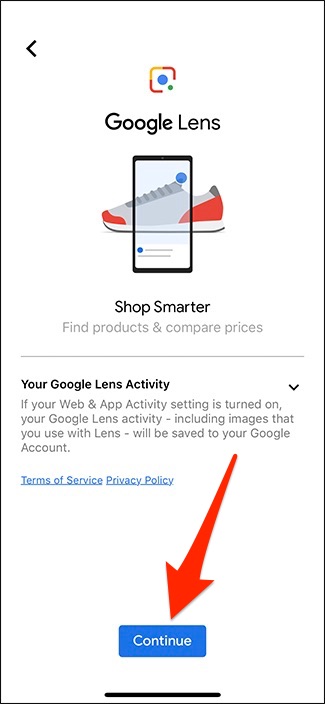 Google Lens
Shop Smarter
Find products & compare prices
Your Google Lens Activity
If your Web & App Activity setting is turned on,
your Google Lens activity - including images that
you use with Lens - will be saved to your Google
Account.
Terms of Service Privacy Policy
Continue